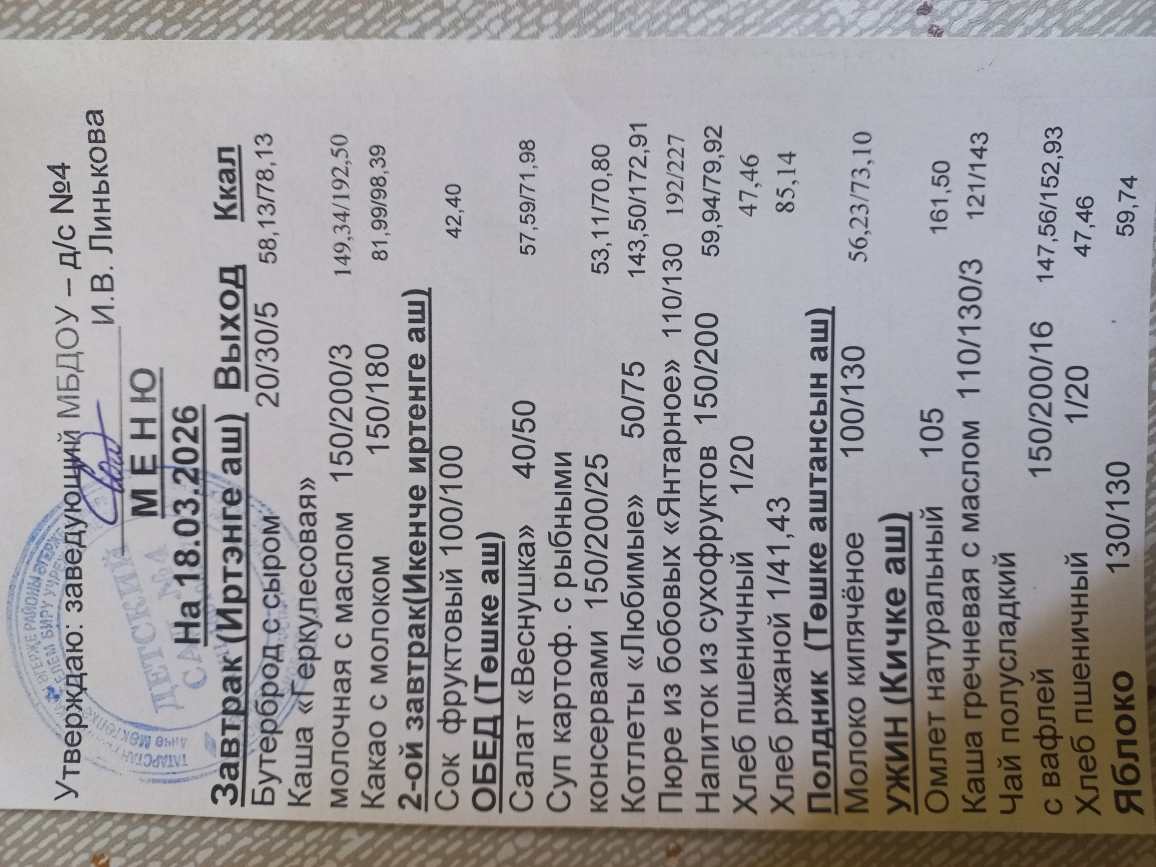 Утверждаю: заведующий МБДОУ – д/с №4
И.В. Линькова
М Е Н Ю
На 18.03.2026
Завтрак (Иртэнге аш) Выход Ккал
Бутерброд с сыром 20/30/5 58,13/78,13
Каша «Геркулесовая»
молочная с маслом 150/200/3 149,34/192,50
Какао с молоком 150/180 81,99/98,39
2-ой завтрак(Икенче иртенге аш)
Сок фруктовый 100/100 42,40
ОБЕД (Төшке аш)
Салат «Веснушка» 40/50 57,59/71,98
Суп картоф. с рыбными
консервами 150/200/25 53,11/70,80
Котлеты «Любимые» 50/75 143,50/172,91
Пюре из бобовых «Янтарное» 110/130 192/227
Напиток из сухофруктов 150/200 59,94/79,92
Хлеб пшеничный 1/20 47,46
Хлеб ржаной 1/41,43 85,14
Полдник (Төшке аштансын аш)
Молоко кипячёное 100/130 56,23/73,10
УЖИН (Кичке аш)
Омлет натуральный 105 161,50
Каша гречневая с маслом 110/130/3 121/143
Чай полусладкий
с вафлей 150/200/16 147,56/152,93
Хлеб пшеничный 1/20 47,46
Яблоко 130/130 59,74
ДЕТСКИЙ
САД №4